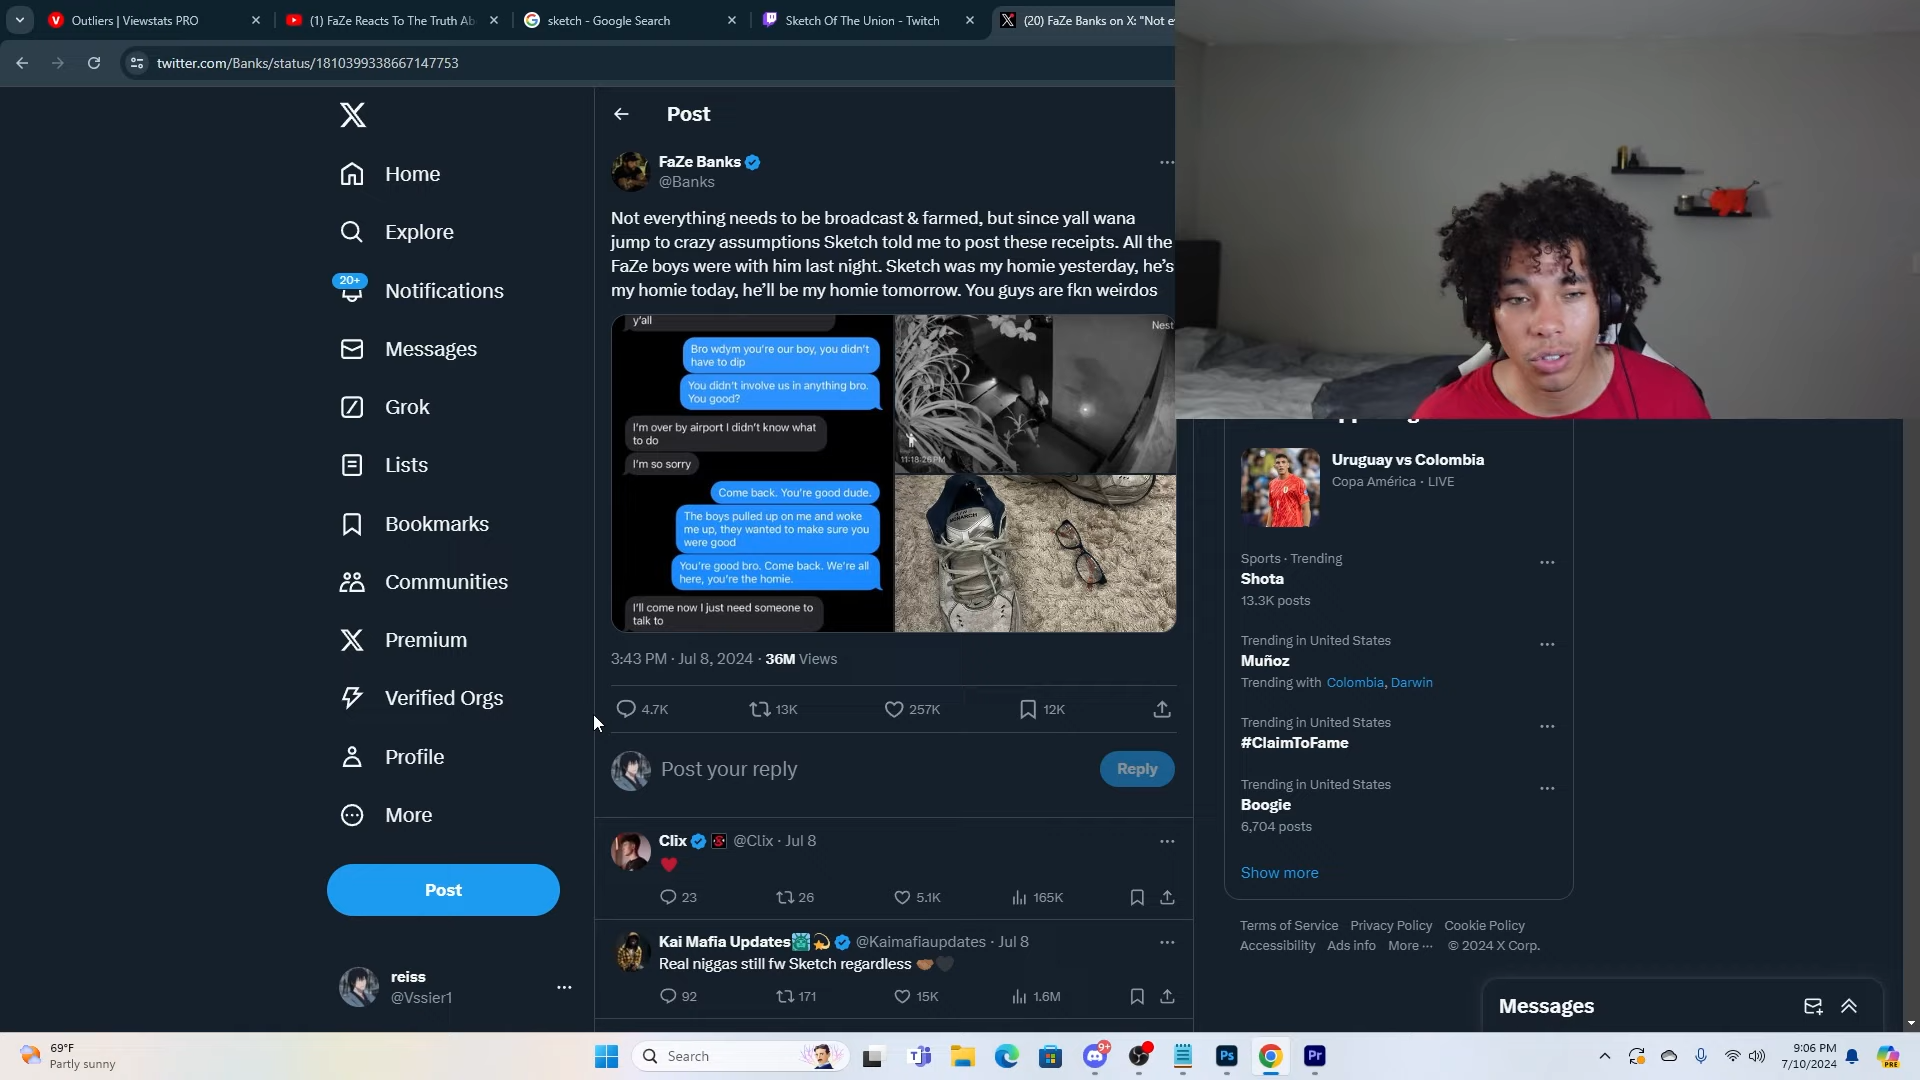 Outliers | Viewstats PRO
(1) FaZe Reacts To The Truth Ab
sketch - Google Search
Sketch Of The Union - Twitch
(20) FaZe Banks on X: "Not e
twitter.com/Banks/status/1810399338667147753
Home
Explore
20+
Notifications
Messages
Grok
Lists
Bookmarks
Communities
Premium
Verified Orgs
Profile
More
Post
reiss
@Vssier1
Post
FaZe Banks
@Banks
Not everything needs to be broadcast & farmed, but since yall wana
jump to crazy assumptions Sketch told me to post these receipts. All the
FaZe boys were with him last night. Sketch was my homie yesterday, he's
my homie today, he'll be my homie tomorrow. You guys are fkn weirdos
y'all
Bro wdym you're our boy, you didn't
have to dip
You didn't involve us in anything bro.
You good?
I'm over by airport I didn't know what
to do
I'm so sorry
Come back. You're good dude.
The boys pulled up on me and woke
me up, they wanted to make sure you
were good
You're good bro. Come back. We're all
here, you're the homie.
I'll come now I just need someone to
talk to
Nest
11:18:26PM
3:43 PM · Jul 8, 2024 · 36M Views
4.7K
13K
257K
12K
Post your reply
Reply
Clix @Clix · Jul 8
❤️
23
26
5.1K
165K
Kai Mafia Updates @Kaimafiaupdates · Jul 8
Real niggas still fw Sketch regardless 🤝🏽🖤
92
171
15K
1.6M
Uruguay vs Colombia
Copa América · LIVE
Sports · Trending
Shota
13.3K posts
Trending in United States
Muñoz
Trending with Colombia, Darwin
Trending in United States
#ClaimToFame
Trending in United States
Boogie
6,704 posts
Show more
Terms of Service Privacy Policy Cookie Policy
Accessibility Ads info More ··· © 2024 X Corp.
Messages
69°F
Partly sunny
Search
9+
Ps
Pr
9:06 PM
7/10/2024
PRE